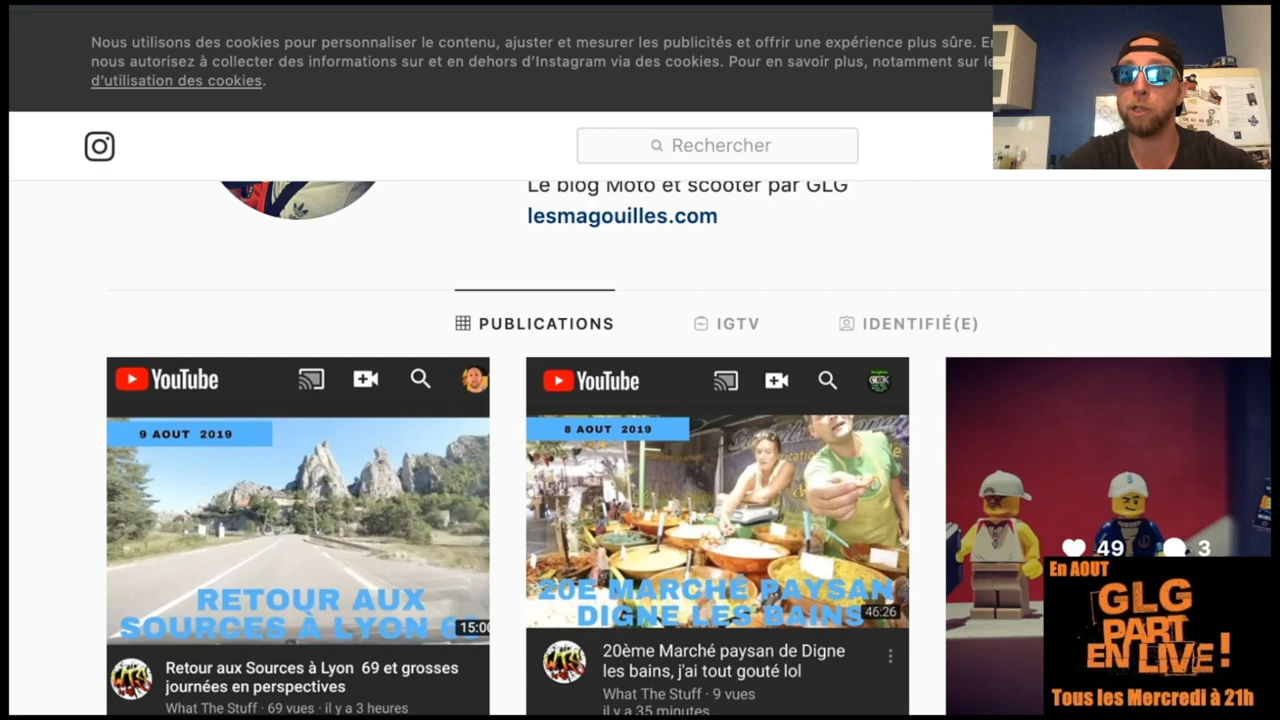 Nous utilisons des cookies pour personnaliser le contenu, ajuster et mesurer les publicités et offrir une expérience plus sûre.
nous autorisez à collecter des informations sur et en dehors d'Instagram via des cookies. Pour en savoir plus, notamment sur
d'utilisation des cookies.
Rechercher
Le blog Moto et scooter par GLG
lesmagouilles.com
PUBLICATIONS
IGTV
IDENTIFIÉ(E)
YouTube
9 AOUT 2019
RETOUR AUX
SOURCES À LYON
15:00
Retour aux Sources à Lyon 69 et grosses
journées en perspectives
What The Stuff · 69 vues · il y a 3 heures
YouTube
8 AOUT 2019
20E MARCHE PAYSAN
DIGNE LES BAINS
46:26
20ème Marché paysan de Digne
les bains, j'ai tout gouté lol
What The Stuff · 9 vues
il y a 35 minutes
49
3
En AOUT
GLG
PART
EN LIVE !
Tous les Mercredi à 21h